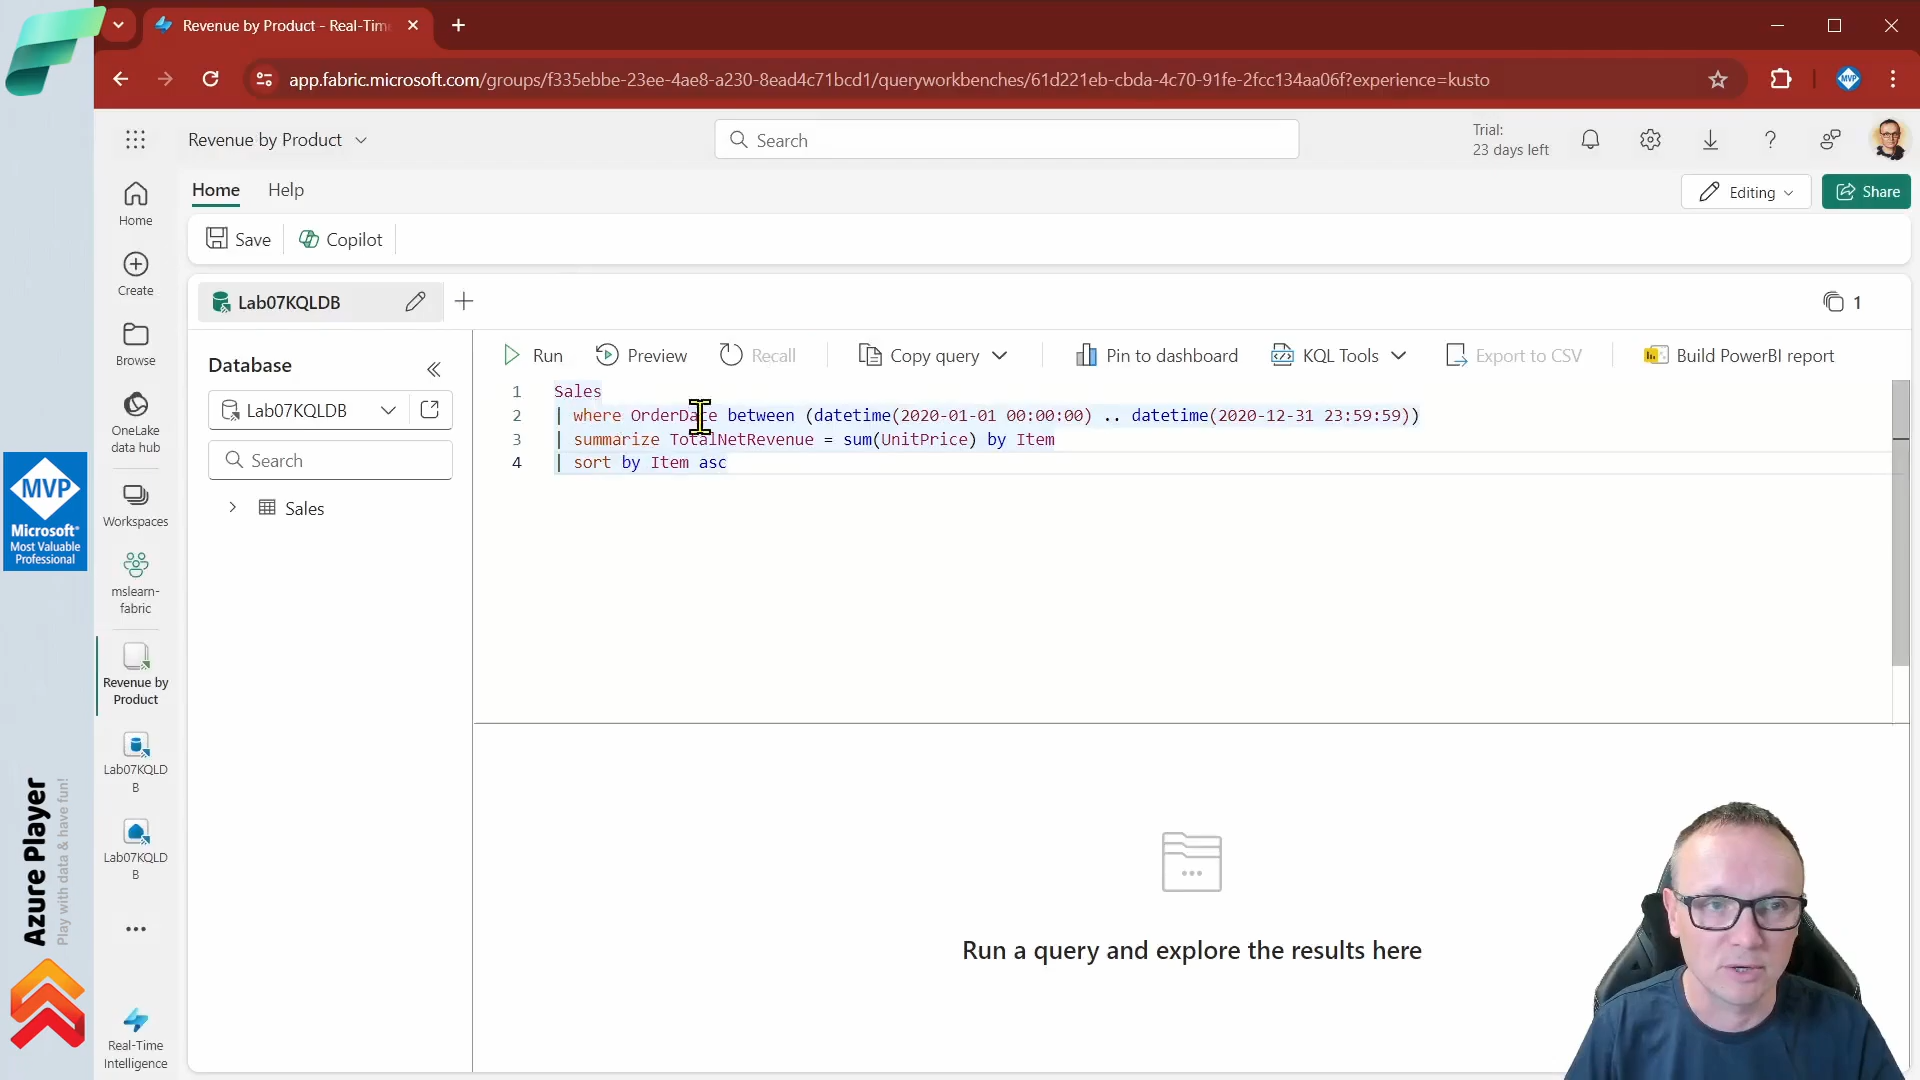 Revenue by Product - Real-Tim
app.fabric.microsoft.com/groups/f335ebbe-23ee-4ae8-a230-8ead4c71bcd1/queryworkbenches/61d221eb-cbda-4c70-91fe-2fcc134aa06f?experience=kusto
MVP
Revenue by Product
Search
Trial:
23 days left
Home
Help
Editing
Share
Save
Copilot
Lab07KQLDB
1
Database
Lab07KQLDB
Search
Sales
Run
Preview
Recall
Copy query
Pin to dashboard
KQL Tools
Export to CSV
Build PowerBI report
1 Sales
2 | where OrderDate between (datetime(2020-01-01 00:00:00) .. datetime(2020-12-31 23:59:59))
3 | summarize TotalNetRevenue = sum(UnitPrice) by Item
4 | sort by Item asc
Run a query and explore the results here
Home
Create
Browse
OneLake
data hub
Workspaces
mslearn-
fabric
Revenue by
Product
Lab07KQLD
B
Lab07KQLD
B
Real-Time
Intelligence
MVP
Microsoft®
Most Valuable
Professional
Azure Player
Play with data & have fun!